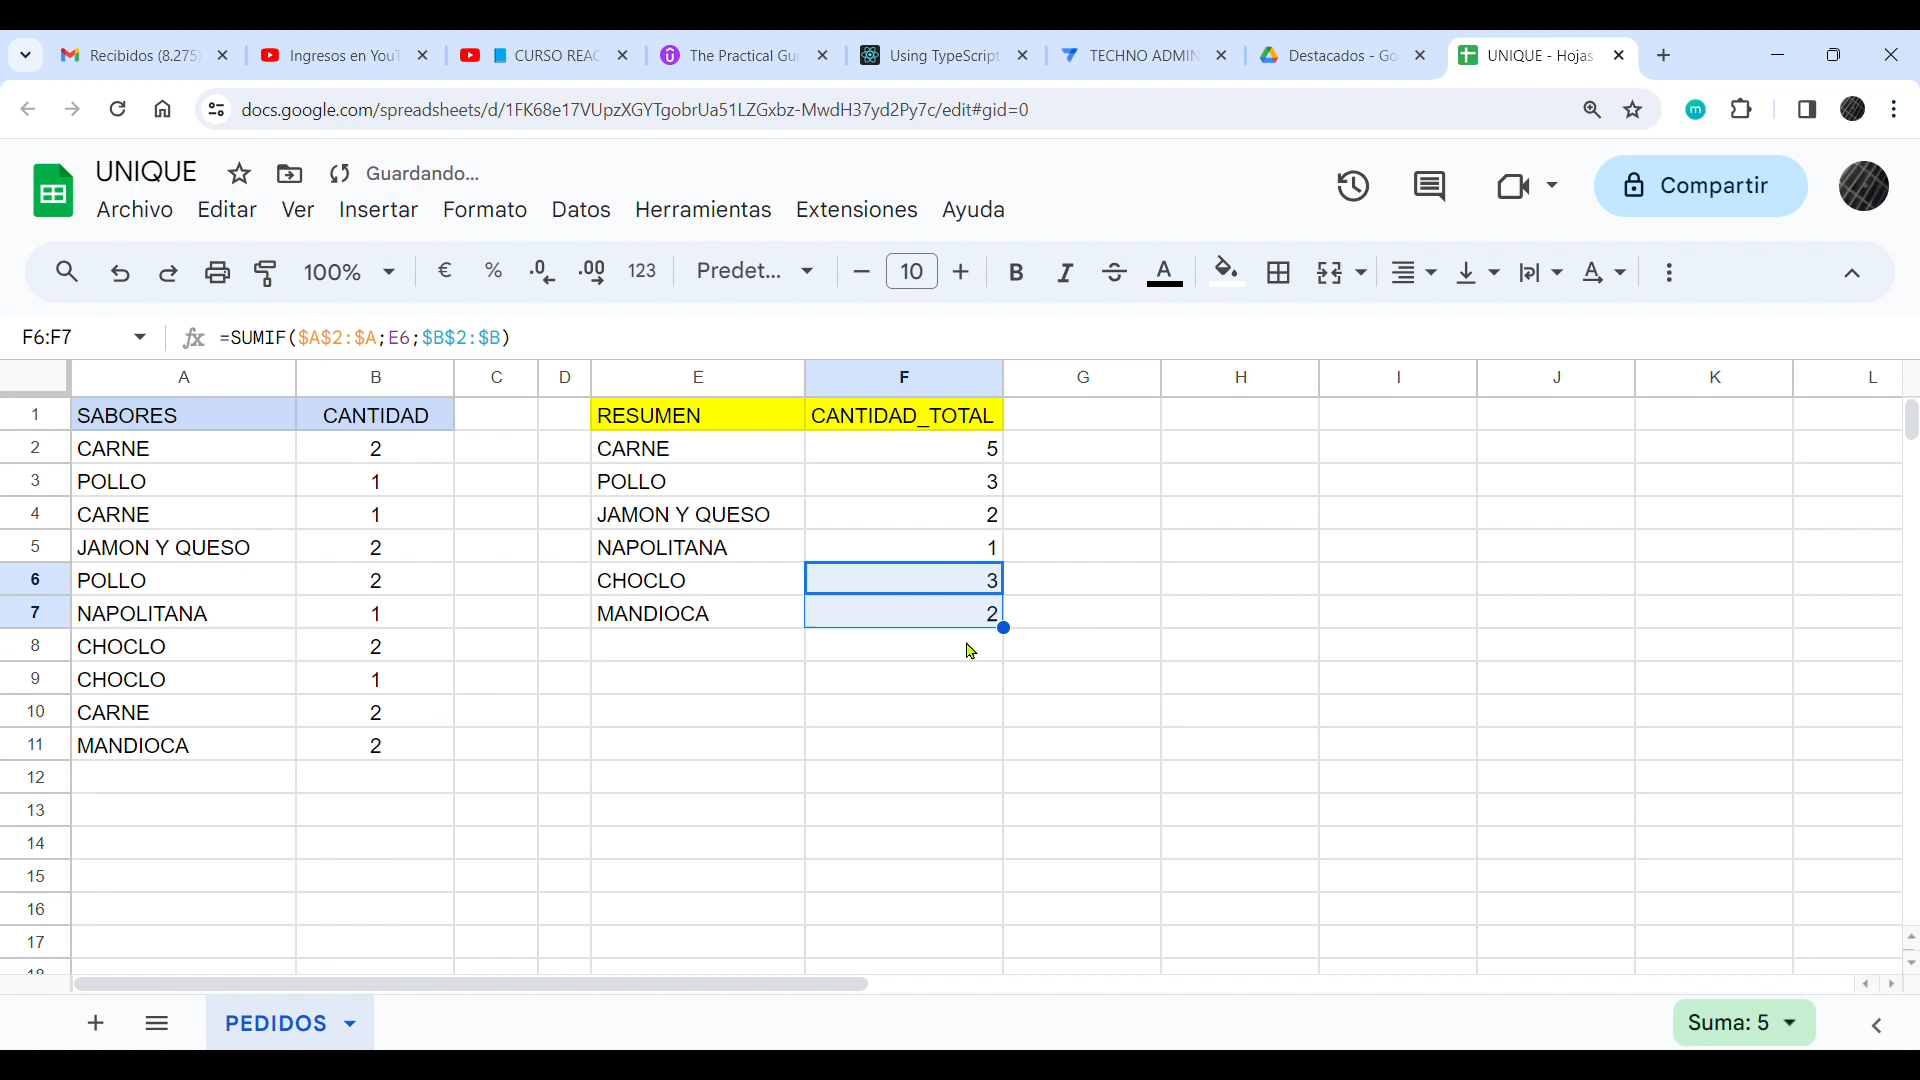 Recibidos (8.275)
Ingresos en YouT
CURSO REAC
The Practical Gui
Using TypeScript
TECHNO ADMIN
Destacados - Go
UNIQUE - Hojas
docs.google.com/spreadsheets/d/1FK68e17VUpzXGYTgobrUa51LZGxbz-MwdH37yd2Py7c/edit#gid=0
m
UNIQUE Guardando...
Archivo Editar Ver Insertar Formato Datos Herramientas Extensiones Ayuda
Compartir
100% € % .0 .00 123 Predet... 10 B I S A A
F6:F7 fx =SUMIF($A$2:$A;E6;$B$2:$B)
A B C D E F G H I J K L
1 SABORES CANTIDAD RESUMEN CANTIDAD_TOTAL
2 CARNE 2 CARNE 5
3 POLLO 1 POLLO 3
4 CARNE 1 JAMON Y QUESO 2
5 JAMON Y QUESO 2 NAPOLITANA 1
6 POLLO 2 CHOCLO 3
7 NAPOLITANA 1 MANDIOCA 2
8 CHOCLO 2
9 CHOCLO 1
10 CARNE 2
11 MANDIOCA 2
12
13
14
15
16
17
18
PEDIDOS
Suma: 5